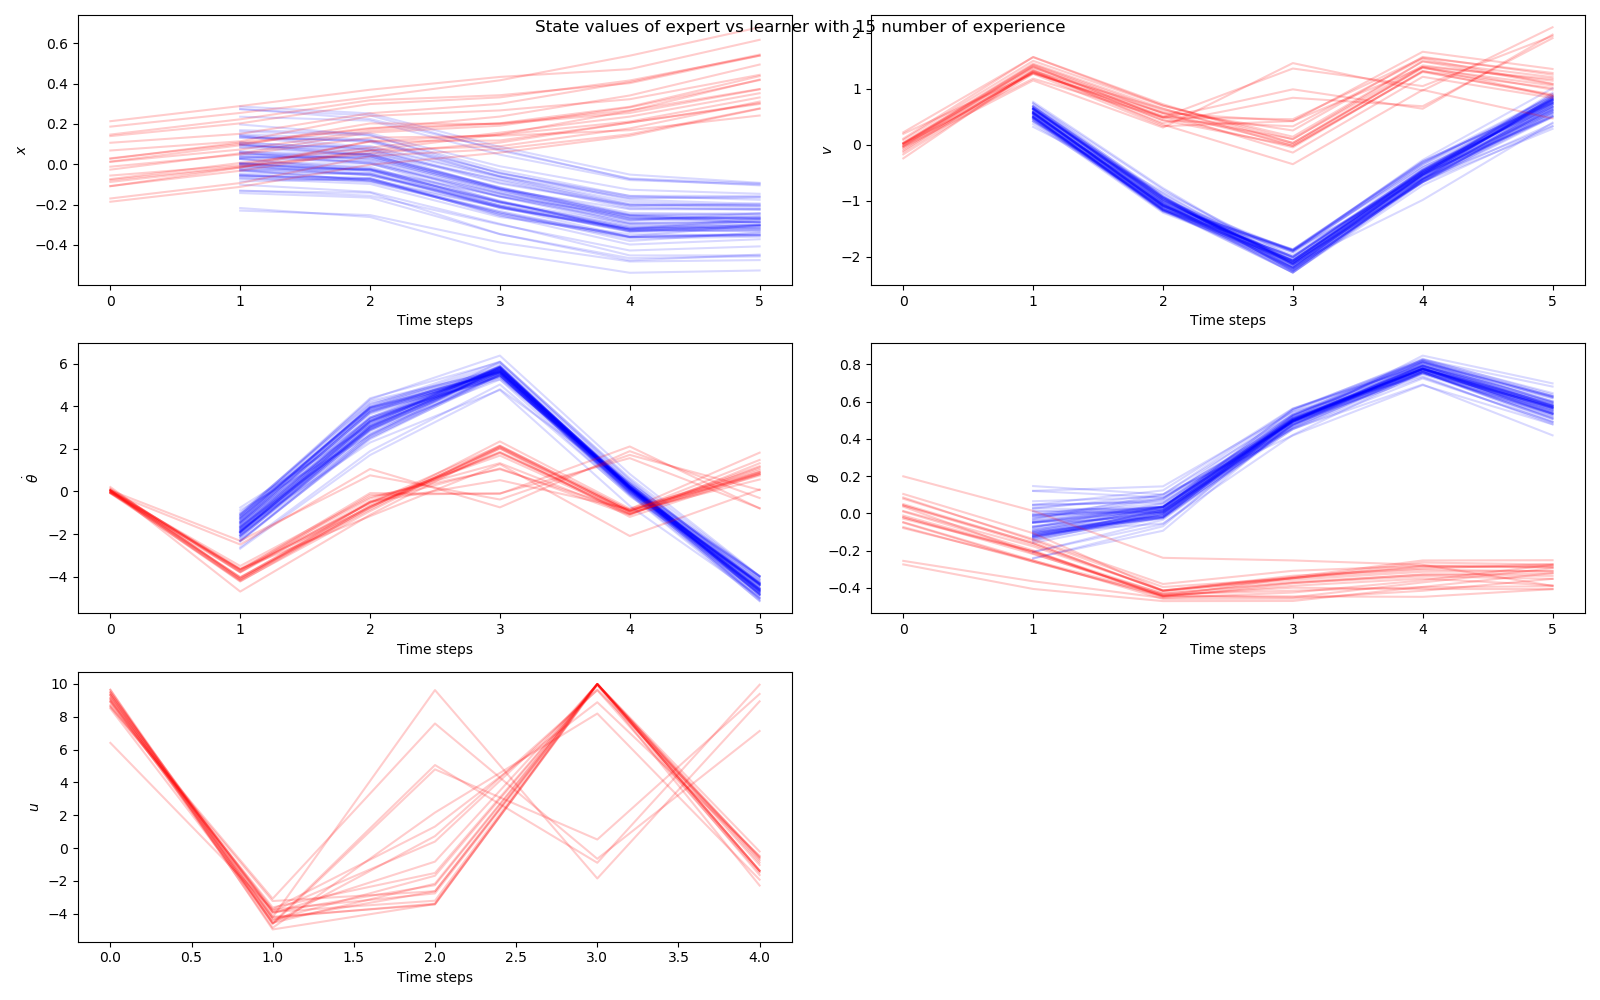 State values of expert vs learner with 15 number of experience
0.6
0.4
0.2
0.0
−0.2
−0.4
x
0 1 2 3 4 5
Time steps
2
1
0
−1
−2
v
0 1 2 3 4 5
Time steps
6
4
2
0
−2
−4
θ̇
0 1 2 3 4 5
Time steps
0.8
0.6
0.4
0.2
0.0
−0.2
−0.4
θ
0 1 2 3 4 5
Time steps
10
8
6
4
2
0
−2
−4
u
0.0 0.5 1.0 1.5 2.0 2.5 3.0 3.5 4.0
Time steps